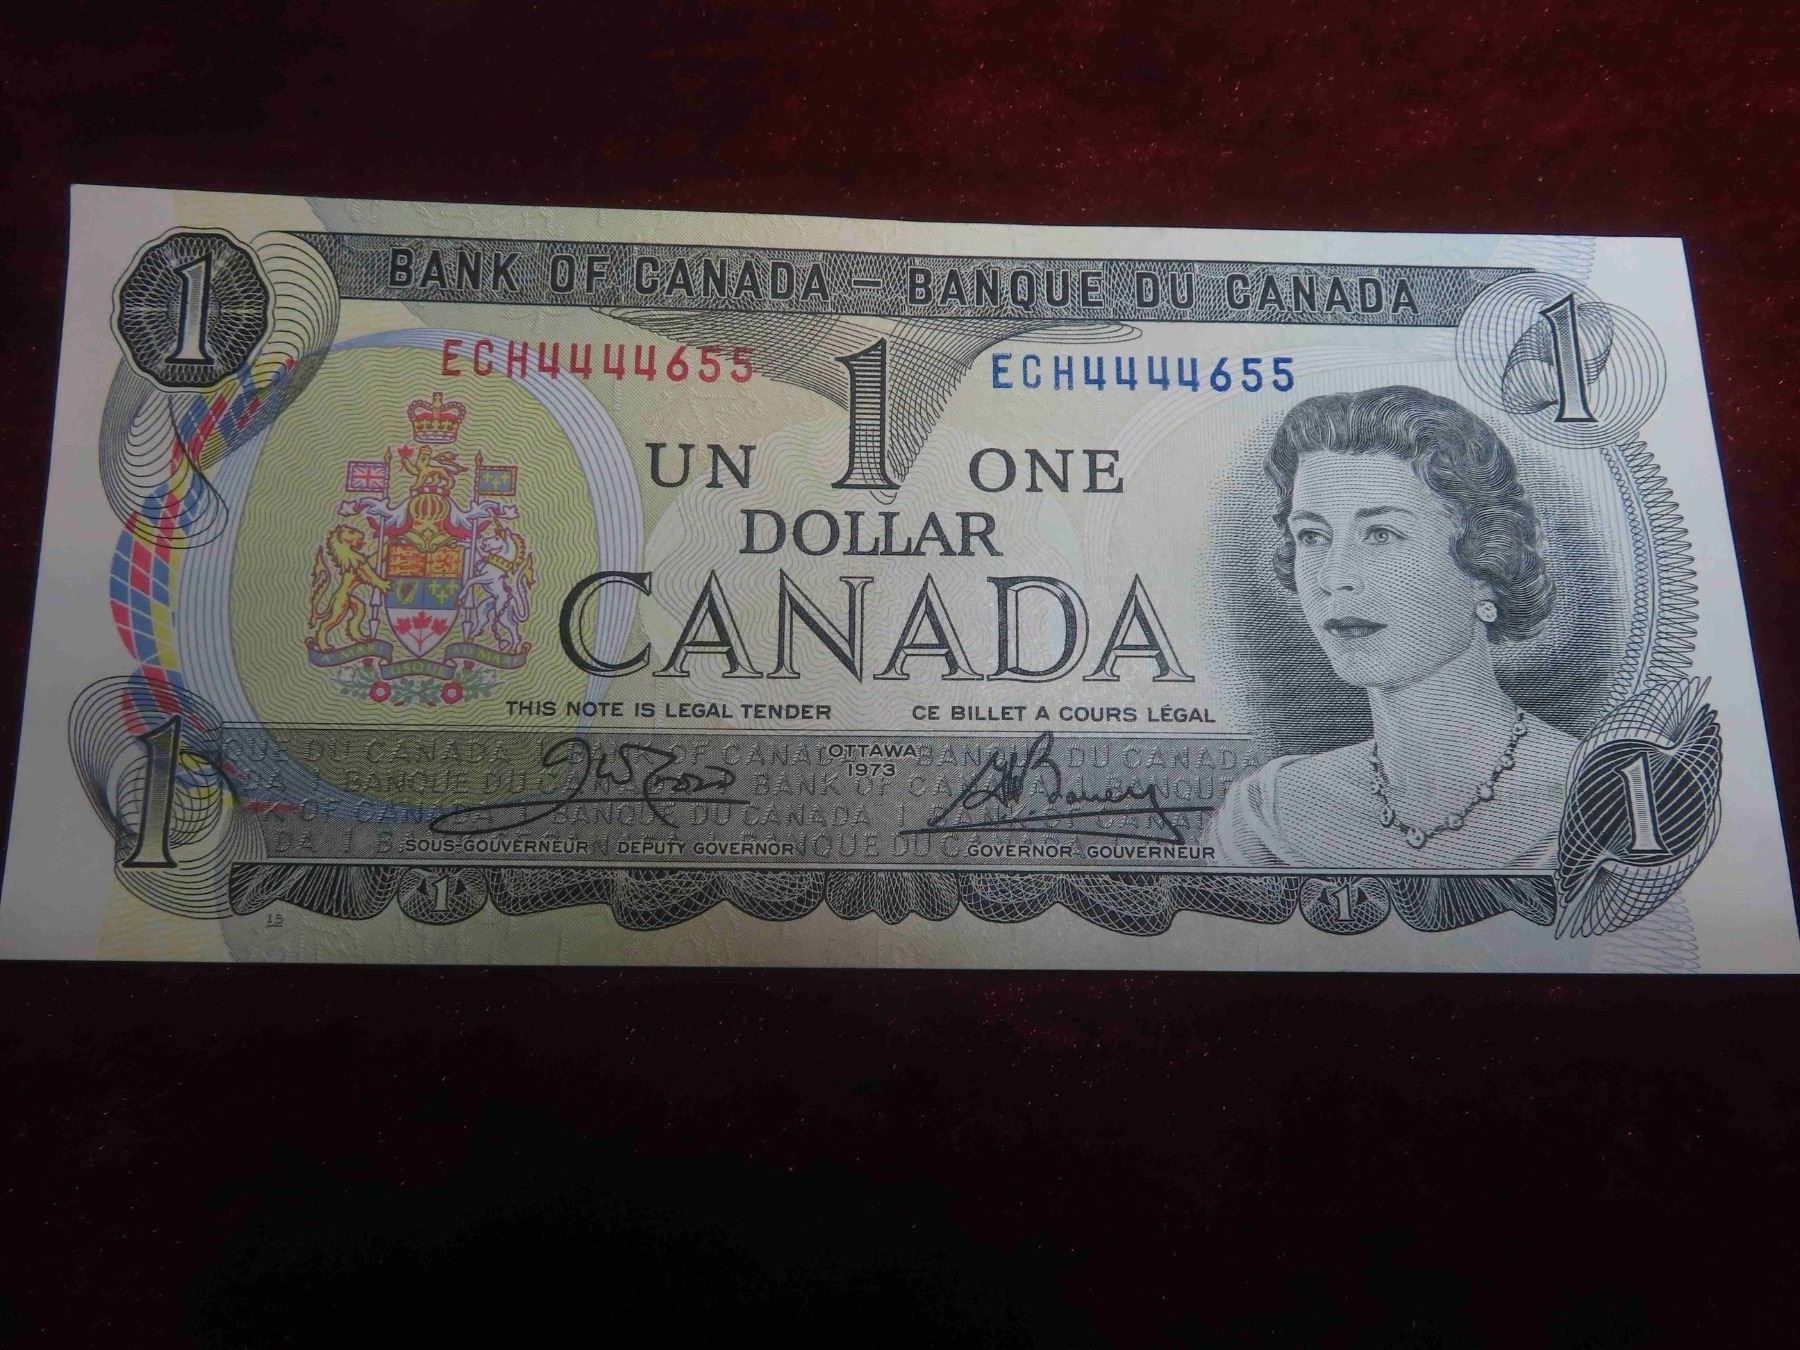 BANK OF CANADA – BANQUE DU CANADA
1 1
ECH4444655 ECH4444655
UN 1 ONE
DOLLAR
CANADA
THIS NOTE IS LEGAL TENDER CE BILLET A COURS LÉGAL
OTTAWA
1973
1 1
SOUS-GOUVERNEUR DEPUTY GOVERNOR GOVERNOR-GOUVERNEUR
1 1